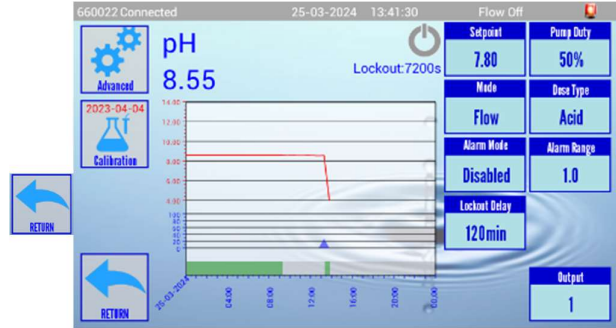 660022 Connected 25-03-2024 13:41:30 Flow Off
Advanced
pH
8.55
Lockout:7200s
Setpoint
7.80
Pump Duty
50%
2023-04-04
Calibration
Mode
Flow
Dose Type
Acid
Alarm Mode
Disabled
Alarm Range
1.0
Lockout Delay
120min
Output
1
RETURN
RETURN
14.00
12.00
10.00
8.00
6.00
4.00
100
80
60
40
20
0
25-03-2024
04:00
08:00
12:00
16:00
20:00
00:00